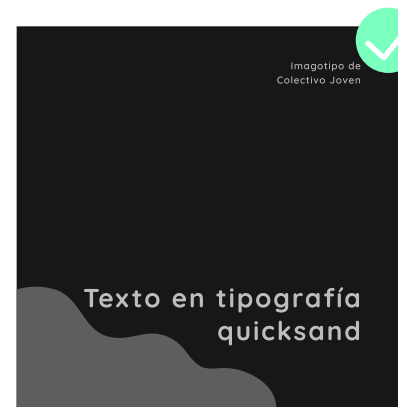 Imagotipo de
Colectivo Joven
Texto en tipografía
quicksand